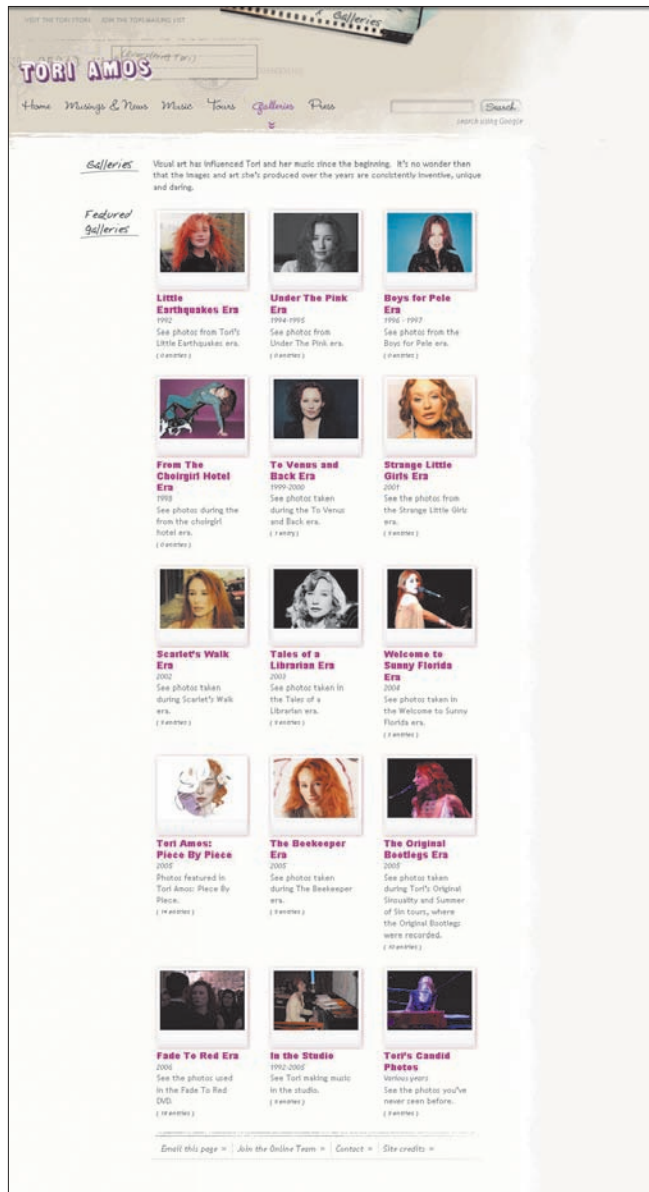 & Galleries
VISIT THE TORI STORE JOIN THE TORI MAILING LIST
TORI AMOS
Home Musings & News Music Tours Galleries Press
Search
search using Google
Galleries
Visual art has influenced Tori and her music since the beginning. It's no wonder then
that the images and art she's produced over the years are consistently inventive, unique
and daring.
Featured
galleries
Little
Earthquakes Era
1992
See photos from Tori's
Little Earthquakes era.
Under The Pink
Era
1994-1995
See photos from
Under The Pink era.
Boys for Pele
Era
1996 - 1997
See photos from the
Boys for Pele era.
From The
Choirgirl Hotel
Era
1998
See photos during the
from the choirgirl
hotel era.
To Venus and
Back Era
1999-2000
See photos taken
during the To Venus
and Back era.
( 1 entry )
Strange Little
Girls Era
2001
See the photos from
the Strange Little Girls
era.
Scarlet's Walk
Era
2002
See photos taken
during Scarlet's Walk
era.
Tales of a
Librarian Era
2003
See photos taken in
the Tales of a
Librarian era.
Welcome to
Sunny Florida
Era
2004
See photos taken in
the Welcome to Sunny
Florida era.
Tori Amos:
Piece By Piece
2005
Photos featured in
Tori Amos: Piece By
Piece.
( 14 entries )
The Beekeeper
Era
2005
See photos taken
during The Beekeeper
era.
The Original
Bootlegs Era
2005
See photos taken
during Tori's Original
Sinsuality and Summer
of Sin tours, where
the Original Bootlegs
were recorded.
( 10 entries )
Fade To Red Era
2006
See the photos used
in the Fade To Red
DVD.
In the Studio
1992-2005
See Tori making music
in the studio.
Tori's Candid
Photos
Various years
See the photos you've
never seen before.
Email this page » Join the Online Team » Contact » Site credits »